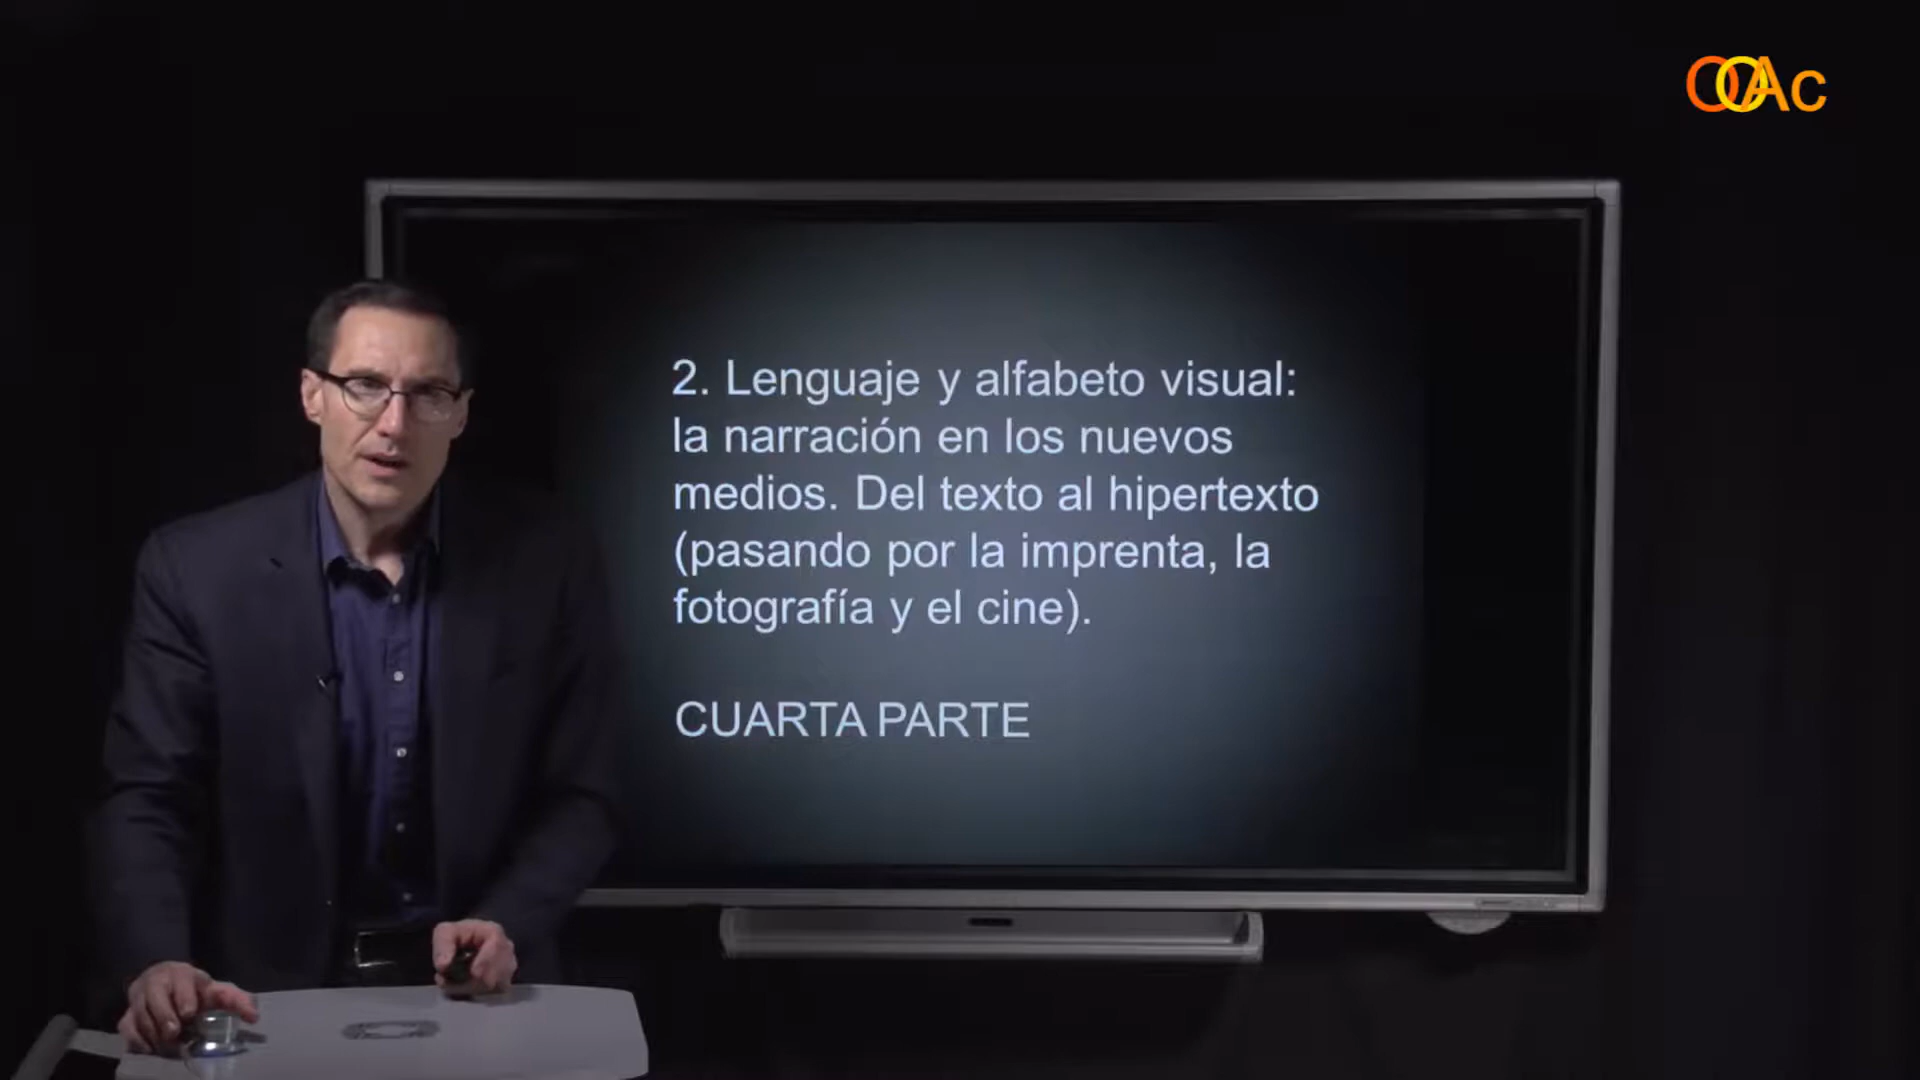 OOAc
2. Lenguaje y alfabeto visual:
la narración en los nuevos
medios. Del texto al hipertexto
(pasando por la imprenta, la
fotografía y el cine).
CUARTA PARTE